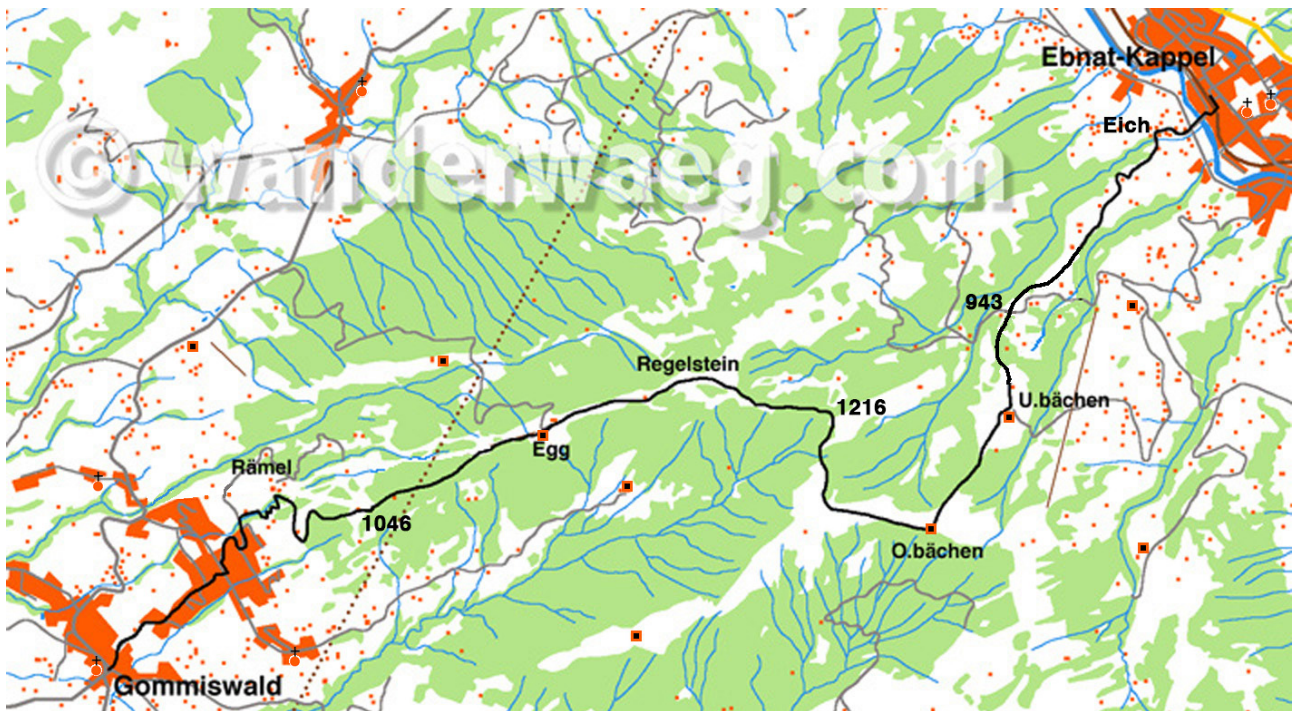 Ebnat-Kappel
Eich
© wanderwaeg.com
943
Regelstein
1216
U.bächen
Egg
Rämel
1046
O.bächen
Gommiswald